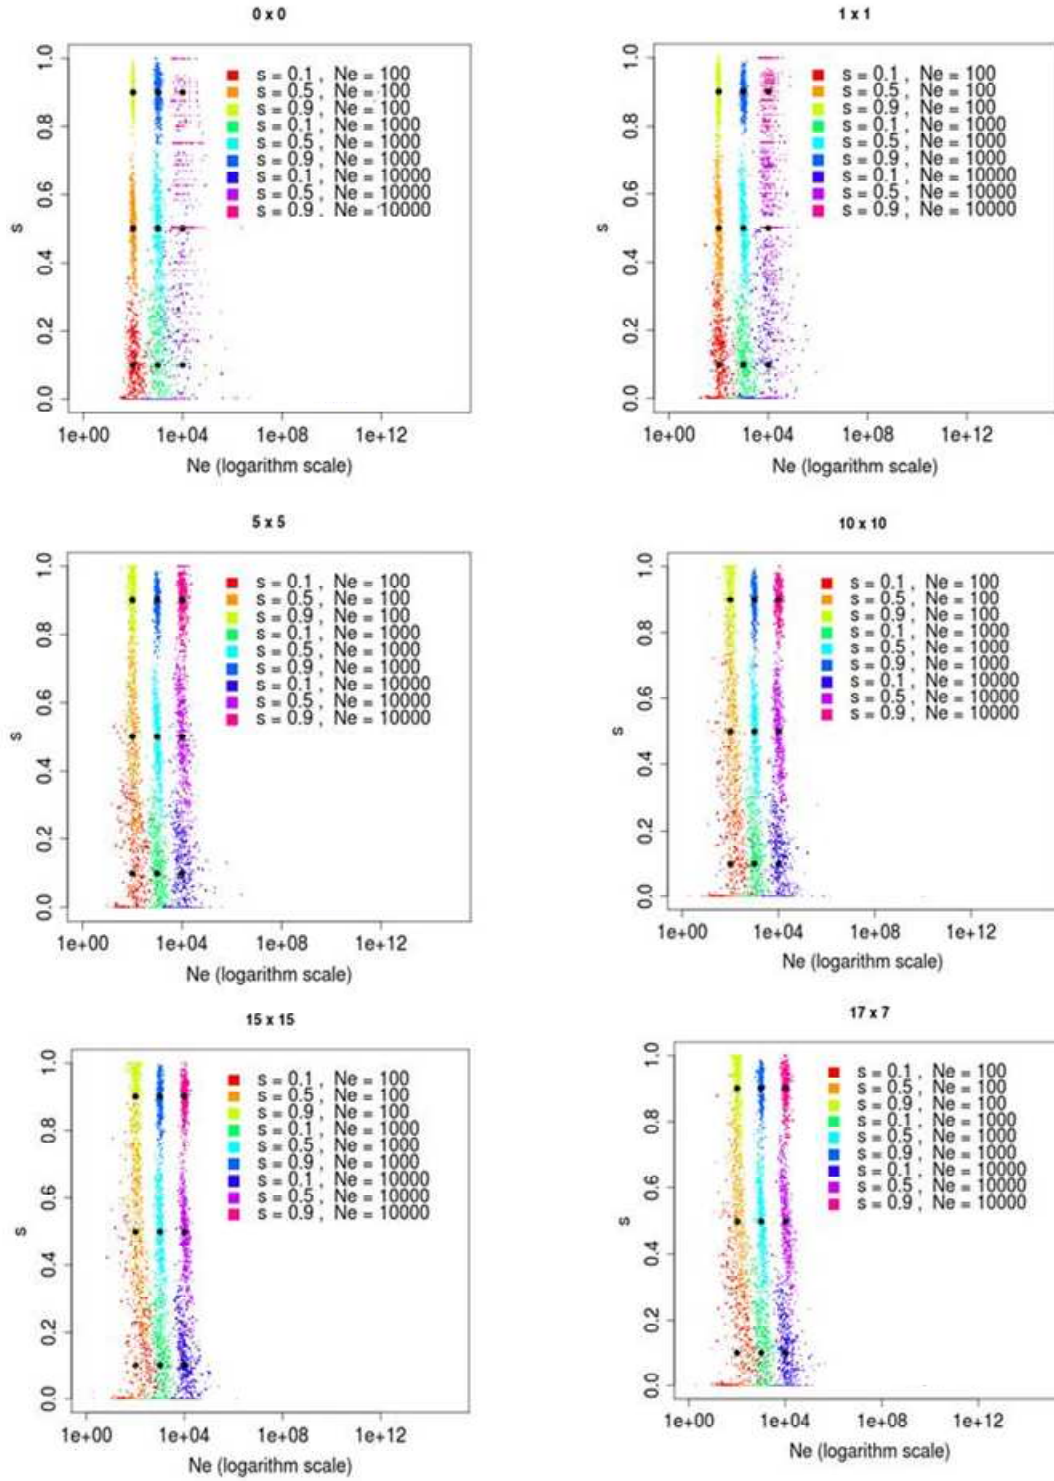 0 x 0
1.0
0.8
0.6
0.4
0.2
0.0
s
s = 0.1 , Ne = 100
s = 0.5 , Ne = 100
s = 0.9 , Ne = 100
s = 0.1 , Ne = 1000
s = 0.5 , Ne = 1000
s = 0.9 , Ne = 1000
s = 0.1 , Ne = 10000
s = 0.5 , Ne = 10000
s = 0.9 . Ne = 10000
1e+00 1e+04 1e+08 1e+12
Ne (logarithm scale)
1 x 1
1.0
0.8
0.6
0.4
0.2
0.0
s
s = 0.1 , Ne = 100
s = 0.5 , Ne = 100
s = 0.9 , Ne = 100
s = 0.1 , Ne = 1000
s = 0.5 , Ne = 1000
s = 0.9 , Ne = 1000
s = 0.1 , Ne = 10000
s = 0.5 , Ne = 10000
s = 0.9 , Ne = 10000
1e+00 1e+04 1e+08 1e+12
Ne (logarithm scale)
5 x 5
1.0
0.8
0.6
0.4
0.2
0.0
s
s = 0.1 , Ne = 100
s = 0.5 , Ne = 100
s = 0.9 , Ne = 100
s = 0.1 , Ne = 1000
s = 0.5 , Ne = 1000
s = 0.9 , Ne = 1000
s = 0.1 , Ne = 10000
s = 0.5 , Ne = 10000
s = 0.9 , Ne = 10000
1e+00 1e+04 1e+08 1e+12
Ne (logarithm scale)
10 x 10
1.0
0.8
0.6
0.4
0.2
0.0
s
s = 0.1 , Ne = 100
s = 0.5 , Ne = 100
s = 0.9 , Ne = 100
s = 0.1 , Ne = 1000
s = 0.5 , Ne = 1000
s = 0.9 , Ne = 1000
s = 0.1 , Ne = 10000
s = 0.5 , Ne = 10000
s = 0.9 , Ne = 10000
1e+00 1e+04 1e+08 1e+12
Ne (logarithm scale)
15 x 15
1.0
0.8
0.6
0.4
0.2
0.0
s
s = 0.1 , Ne = 100
s = 0.5 , Ne = 100
s = 0.9 , Ne = 100
s = 0.1 , Ne = 1000
s = 0.5 , Ne = 1000
s = 0.9 , Ne = 1000
s = 0.1 , Ne = 10000
s = 0.5 , Ne = 10000
s = 0.9 , Ne = 10000
1e+00 1e+04 1e+08 1e+12
Ne (logarithm scale)
17 x 7
1.0
0.8
0.6
0.4
0.2
0.0
s
s = 0.1 , Ne = 100
s = 0.5 , Ne = 100
s = 0.9 , Ne = 100
s = 0.1 , Ne = 1000
s = 0.5 , Ne = 1000
s = 0.9 , Ne = 1000
s = 0.1 , Ne = 10000
s = 0.5 , Ne = 10000
s = 0.9 , Ne = 10000
1e+00 1e+04 1e+08 1e+12
Ne (logarithm scale)